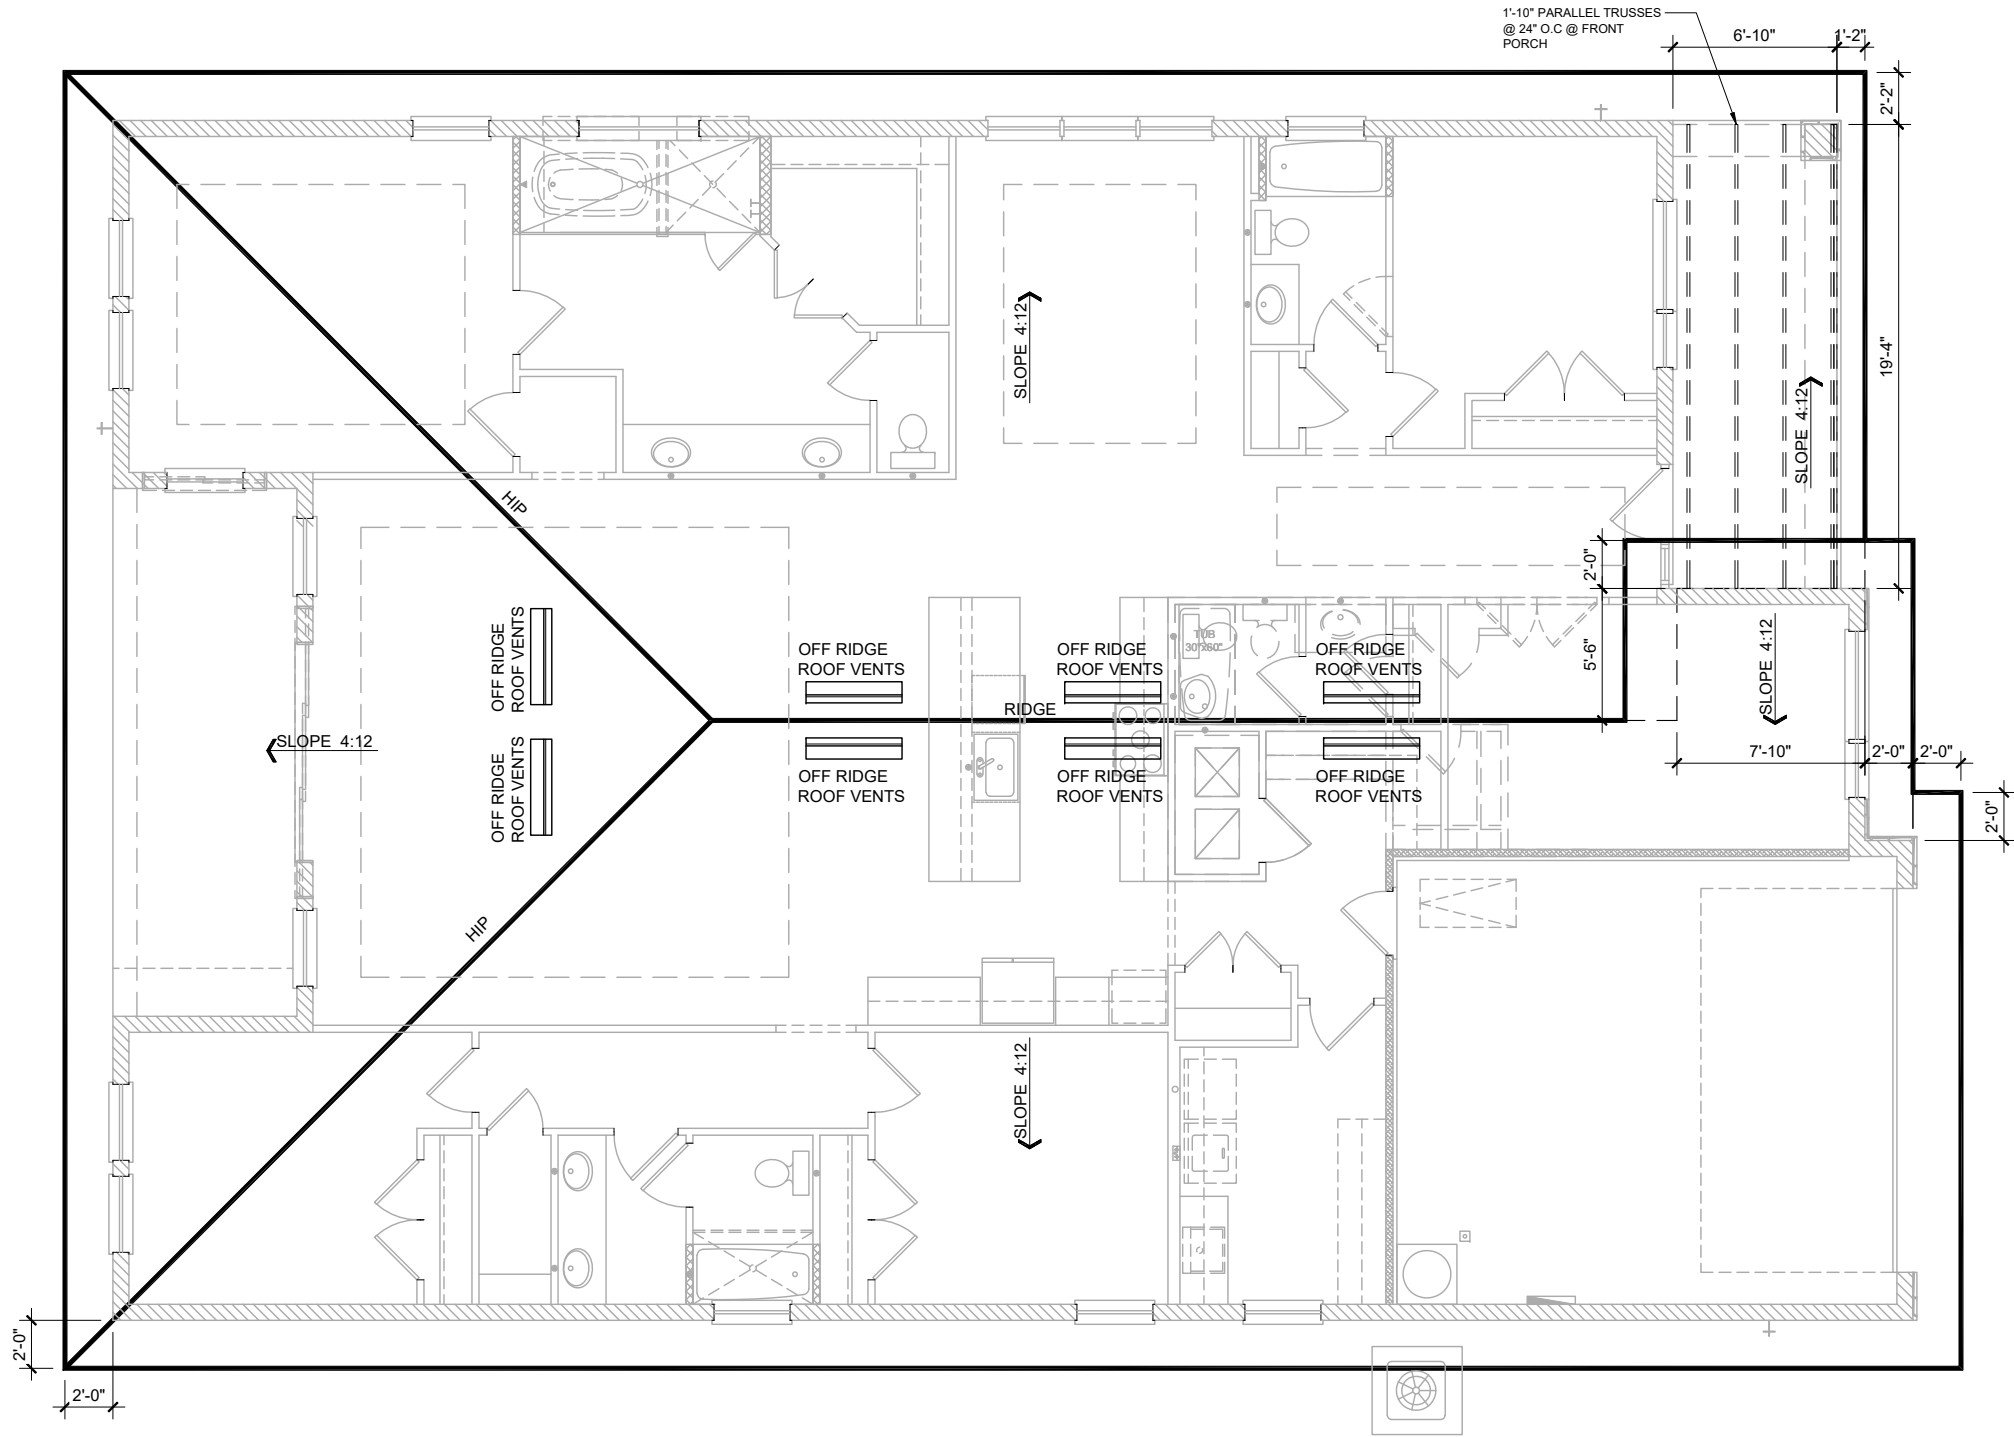 1'-10" PARALLEL TRUSSES
@ 24" O.C @ FRONT
PORCH
6'-10"
1'-2"
2'-2"
19'-4"
SLOPE 4:12
SLOPE 4:12
HIP
2'-0"
5'-6"
SLOPE 4:12
7'-10"
2'-0"
2'-0"
2'-0"
TUB
30"x60"
OFF RIDGE
ROOF VENTS
OFF RIDGE
ROOF VENTS
OFF RIDGE
ROOF VENTS
OFF RIDGE
ROOF VENTS
RIDGE
SLOPE 4:12
OFF RIDGE
ROOF VENTS
OFF RIDGE
ROOF VENTS
OFF RIDGE
ROOF VENTS
OFF RIDGE
ROOF VENTS
HIP
SLOPE 4:12
2'-0"
2'-0"